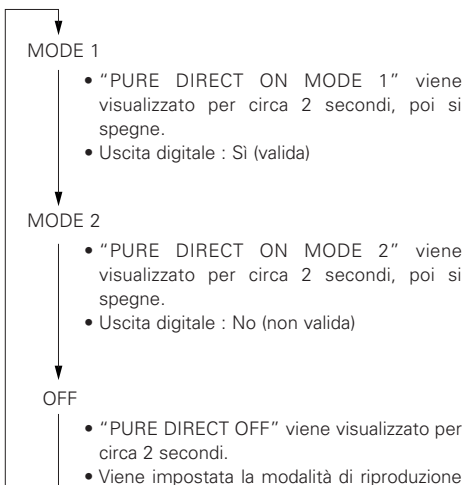 MODE 1
• “PURE DIRECT ON MODE 1” viene
visualizzato per circa 2 secondi, poi si
spegne.
• Uscita digitale : Sì (valida)
MODE 2
• “PURE DIRECT ON MODE 2” viene
visualizzato per circa 2 secondi, poi si
spegne.
• Uscita digitale : No (non valida)
OFF
• “PURE DIRECT OFF” viene visualizzato per
circa 2 secondi.
• Viene impostata la modalità di riproduzione